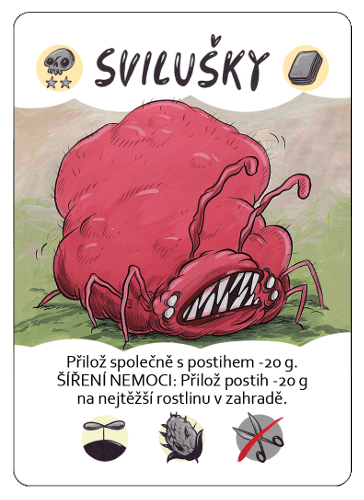 SVILUŠKY
Přilož společně s postihem -20 g.
ŠÍŘENÍ NEMOCI: Přilož postih -20 g
na nejtěžší rostlinu v zahradě.